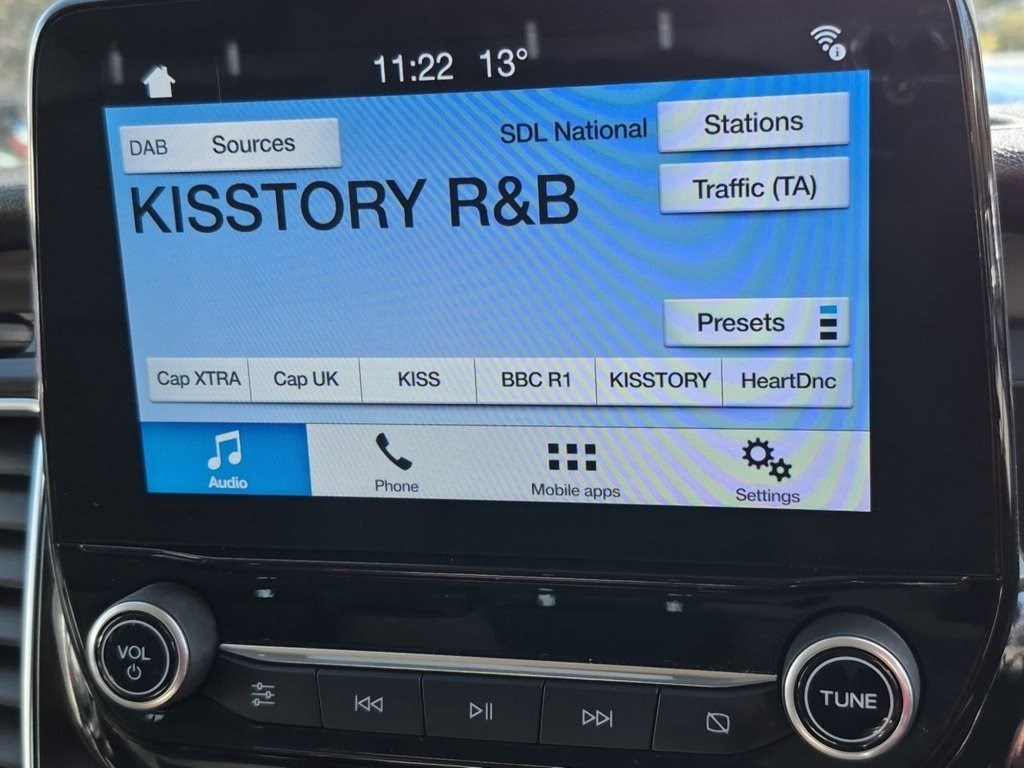 11:22 13°
DAB Sources
SDL National
Stations
KISSTORY R&B
Traffic (TA)
Presets
Cap XTRA Cap UK KISS BBC R1 KISSTORY HeartDnc
Audio Phone Mobile apps Settings
VOL
TUNE